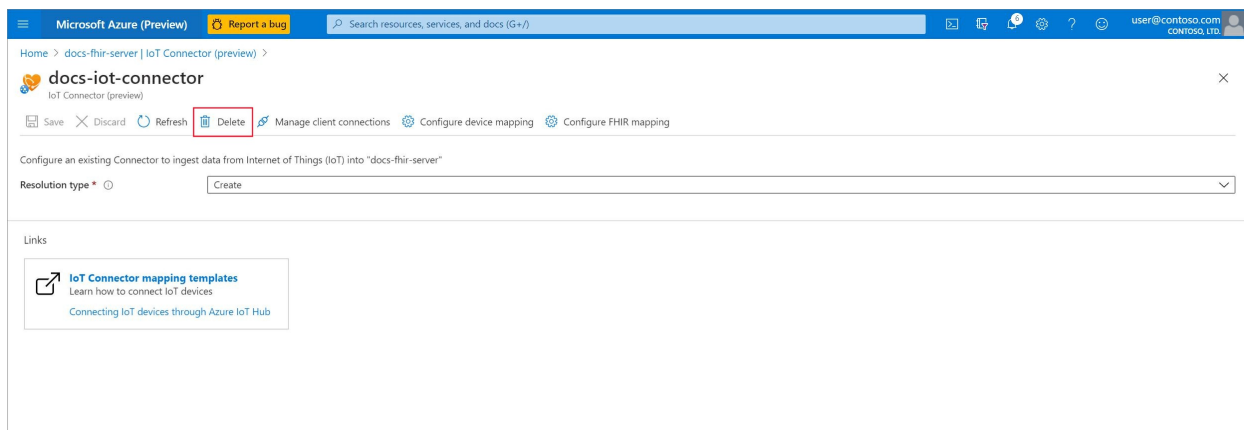 Microsoft Azure (Preview) Report a bug Search resources, services, and docs (G+/) 6 user@contoso.com
CONTOSO, LTD.
Home > docs-fhir-server | IoT Connector (preview) >
docs-iot-connector
IoT Connector (preview)
Save Discard Refresh Delete Manage client connections Configure device mapping Configure FHIR mapping
Configure an existing Connector to ingest data from Internet of Things (IoT) into "docs-fhir-server"
Resolution type * Create
Links
IoT Connector mapping templates
Learn how to connect IoT devices
Connecting IoT devices through Azure IoT Hub